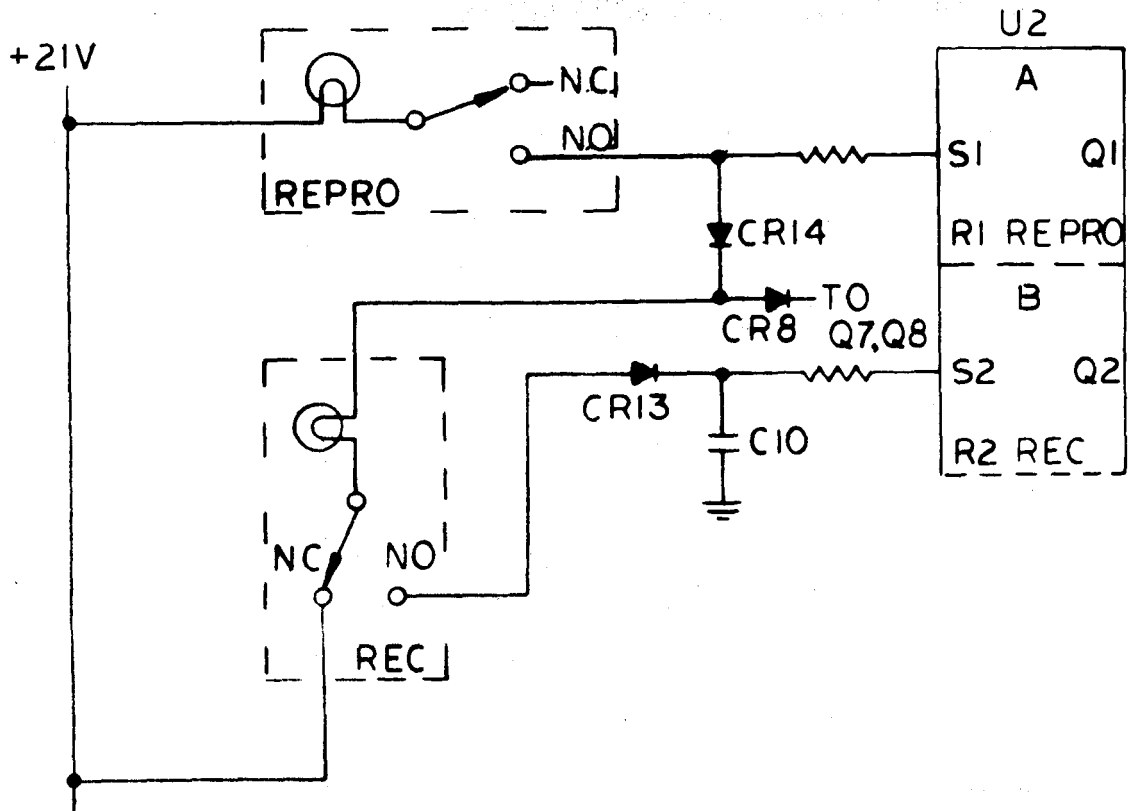 U2
+21V
A
N.C.
N.O.
S1 Q1
REPRO
CR14
R1 REPRO
TO
B
CR8
Q7,Q8
S2 Q2
CR13
C10
R2 REC
NC NO
REC